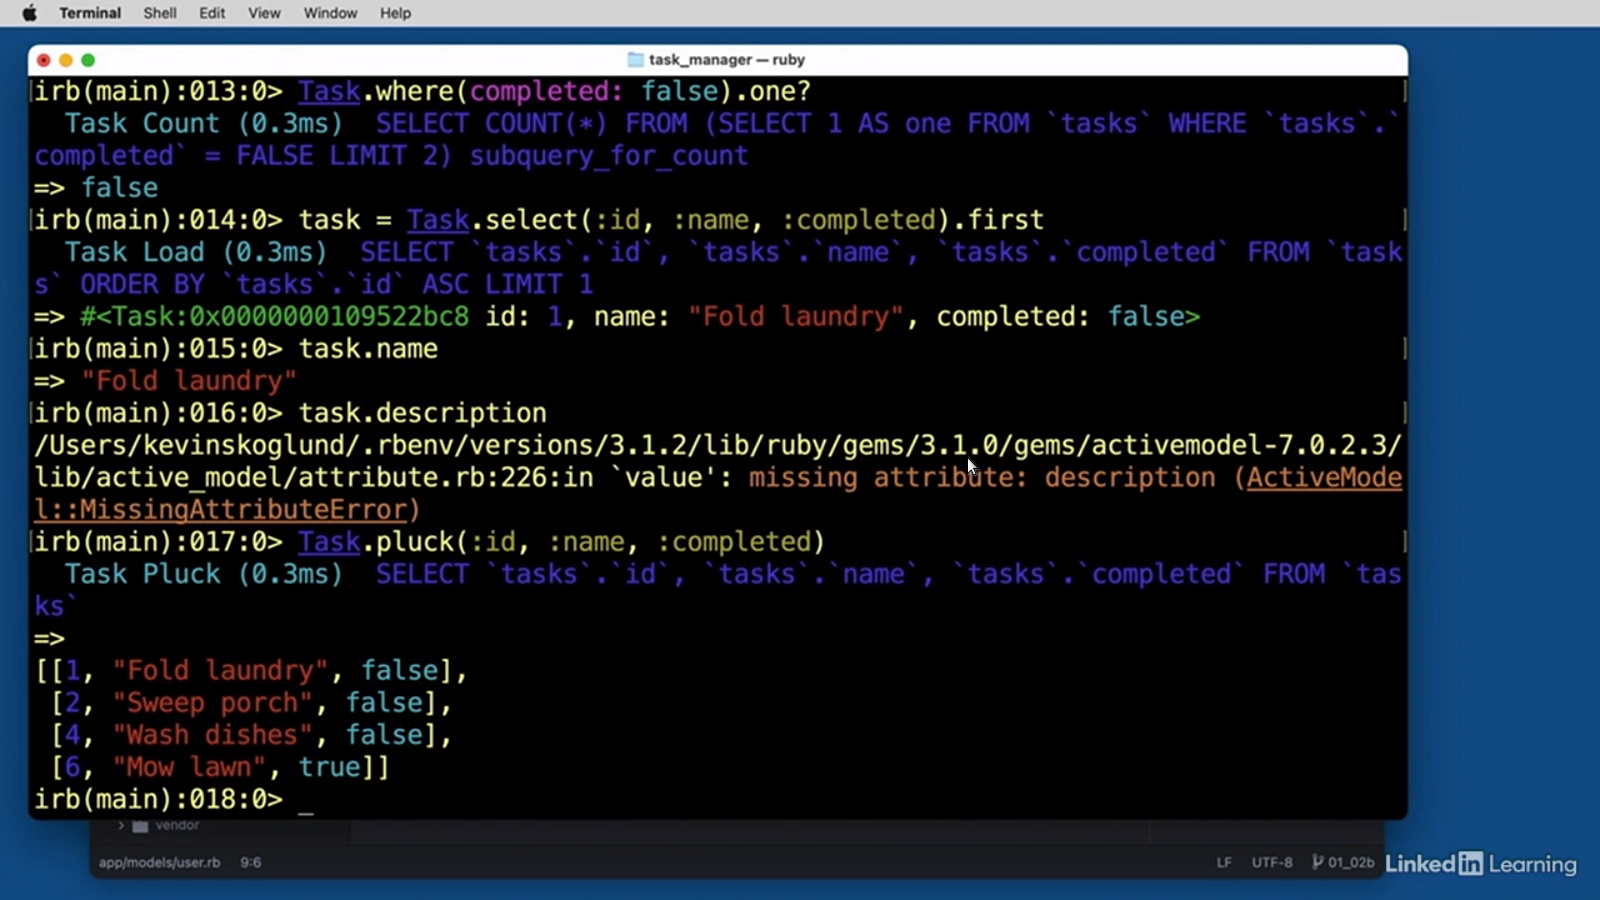 Terminal Shell Edit View Window Help
task_manager — ruby
irb(main):013:0> Task.where(completed: false).one?
Task Count (0.3ms)  SELECT COUNT(*) FROM (SELECT 1 AS one FROM `tasks` WHERE `tasks`.`
completed` = FALSE LIMIT 2) subquery_for_count
=> false
irb(main):014:0> task = Task.select(:id, :name, :completed).first
Task Load (0.3ms)  SELECT `tasks`.`id`, `tasks`.`name`, `tasks`.`completed` FROM `task
s` ORDER BY `tasks`.`id` ASC LIMIT 1
=> #<Task:0x0000000109522bc8 id: 1, name: "Fold laundry", completed: false>
irb(main):015:0> task.name
=> "Fold laundry"
irb(main):016:0> task.description
/Users/kevinskoglund/.rbenv/versions/3.1.2/lib/ruby/gems/3.1.0/gems/activemodel-7.0.2.3/
lib/active_model/attribute.rb:226:in `value': missing attribute: description (ActiveMode
l::MissingAttributeError)
irb(main):017:0> Task.pluck(:id, :name, :completed)
Task Pluck (0.3ms)  SELECT `tasks`.`id`, `tasks`.`name`, `tasks`.`completed` FROM `tas
ks`
=>
[[1, "Fold laundry", false],
[2, "Sweep porch", false],
[4, "Wash dishes", false],
[6, "Mow lawn", true]]
irb(main):018:0> _
vendor
app/models/user.rb 9:6 LF UTF-8 01_02b
LinkedIn Learning